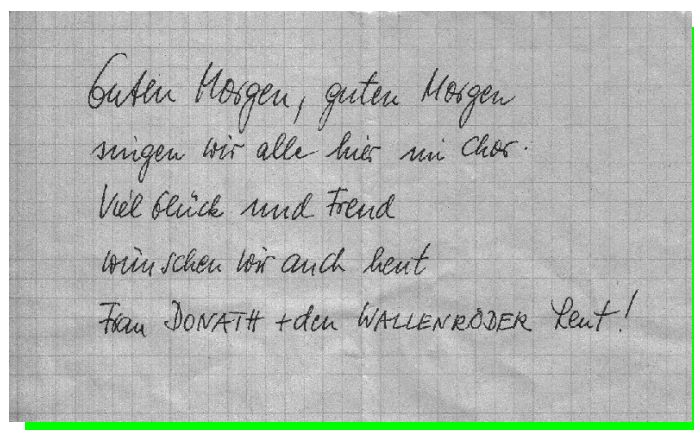 Guten Morgen, guten Morgen
singen wir alle hier im Chor.
Viel Glück und Freud
wünschen wir auch heut
Frau DONATH + den WALLENRÖDER Leut!